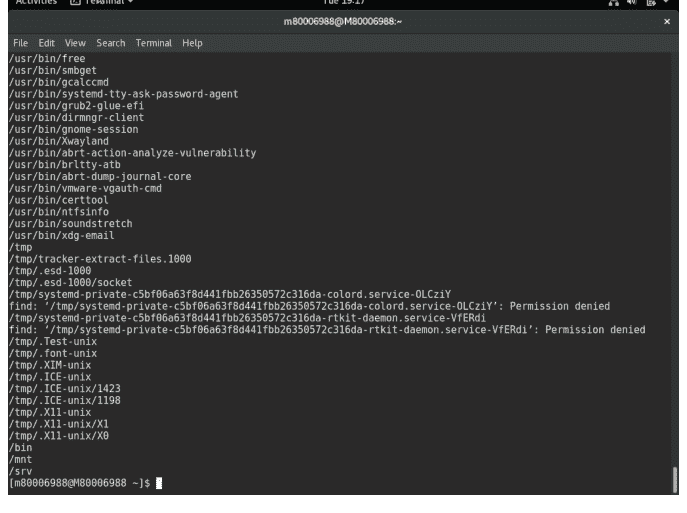 Activities Terminal Tue 19:17
m80006988@M80006988:~
File Edit View Search Terminal Help
/usr/bin/free
/usr/bin/smbget
/usr/bin/gcalccmd
/usr/bin/systemd-tty-ask-password-agent
/usr/bin/grub2-glue-efi
/usr/bin/dirmngr-client
/usr/bin/gnome-session
/usr/bin/Xwayland
/usr/bin/abrt-action-analyze-vulnerability
/usr/bin/brltty-atb
/usr/bin/abrt-dump-journal-core
/usr/bin/vmware-vgauth-cmd
/usr/bin/certtool
/usr/bin/ntfsinfo
/usr/bin/soundstretch
/usr/bin/xdg-email
/tmp
/tmp/tracker-extract-files.1000
/tmp/.esd-1000
/tmp/.esd-1000/socket
/tmp/systemd-private-c5bf06a63f8d441fbb26350572c316da-colord.service-OLCziY
find: ‘/tmp/systemd-private-c5bf06a63f8d441fbb26350572c316da-colord.service-OLCziY’: Permission denied
/tmp/systemd-private-c5bf06a63f8d441fbb26350572c316da-rtkit-daemon.service-VfERdi
find: ‘/tmp/systemd-private-c5bf06a63f8d441fbb26350572c316da-rtkit-daemon.service-VfERdi’: Permission denied
/tmp/.Test-unix
/tmp/.font-unix
/tmp/.XIM-unix
/tmp/.ICE-unix
/tmp/.ICE-unix/1423
/tmp/.ICE-unix/1198
/tmp/.X11-unix
/tmp/.X11-unix/X1
/tmp/.X11-unix/X0
/bin
/mnt
/srv
[m80006988@M80006988 ~]$